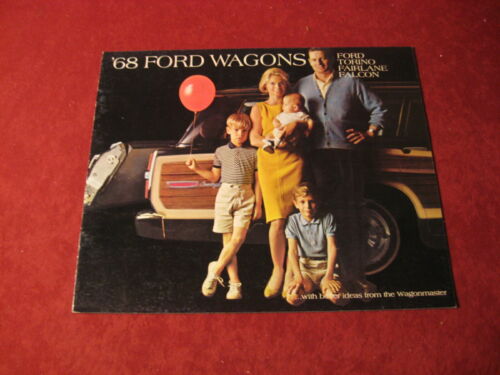 '68 FORD WAGONS
FORD
TORINO
FAIRLANE
FALCON
...with better ideas from the Wagonmaster